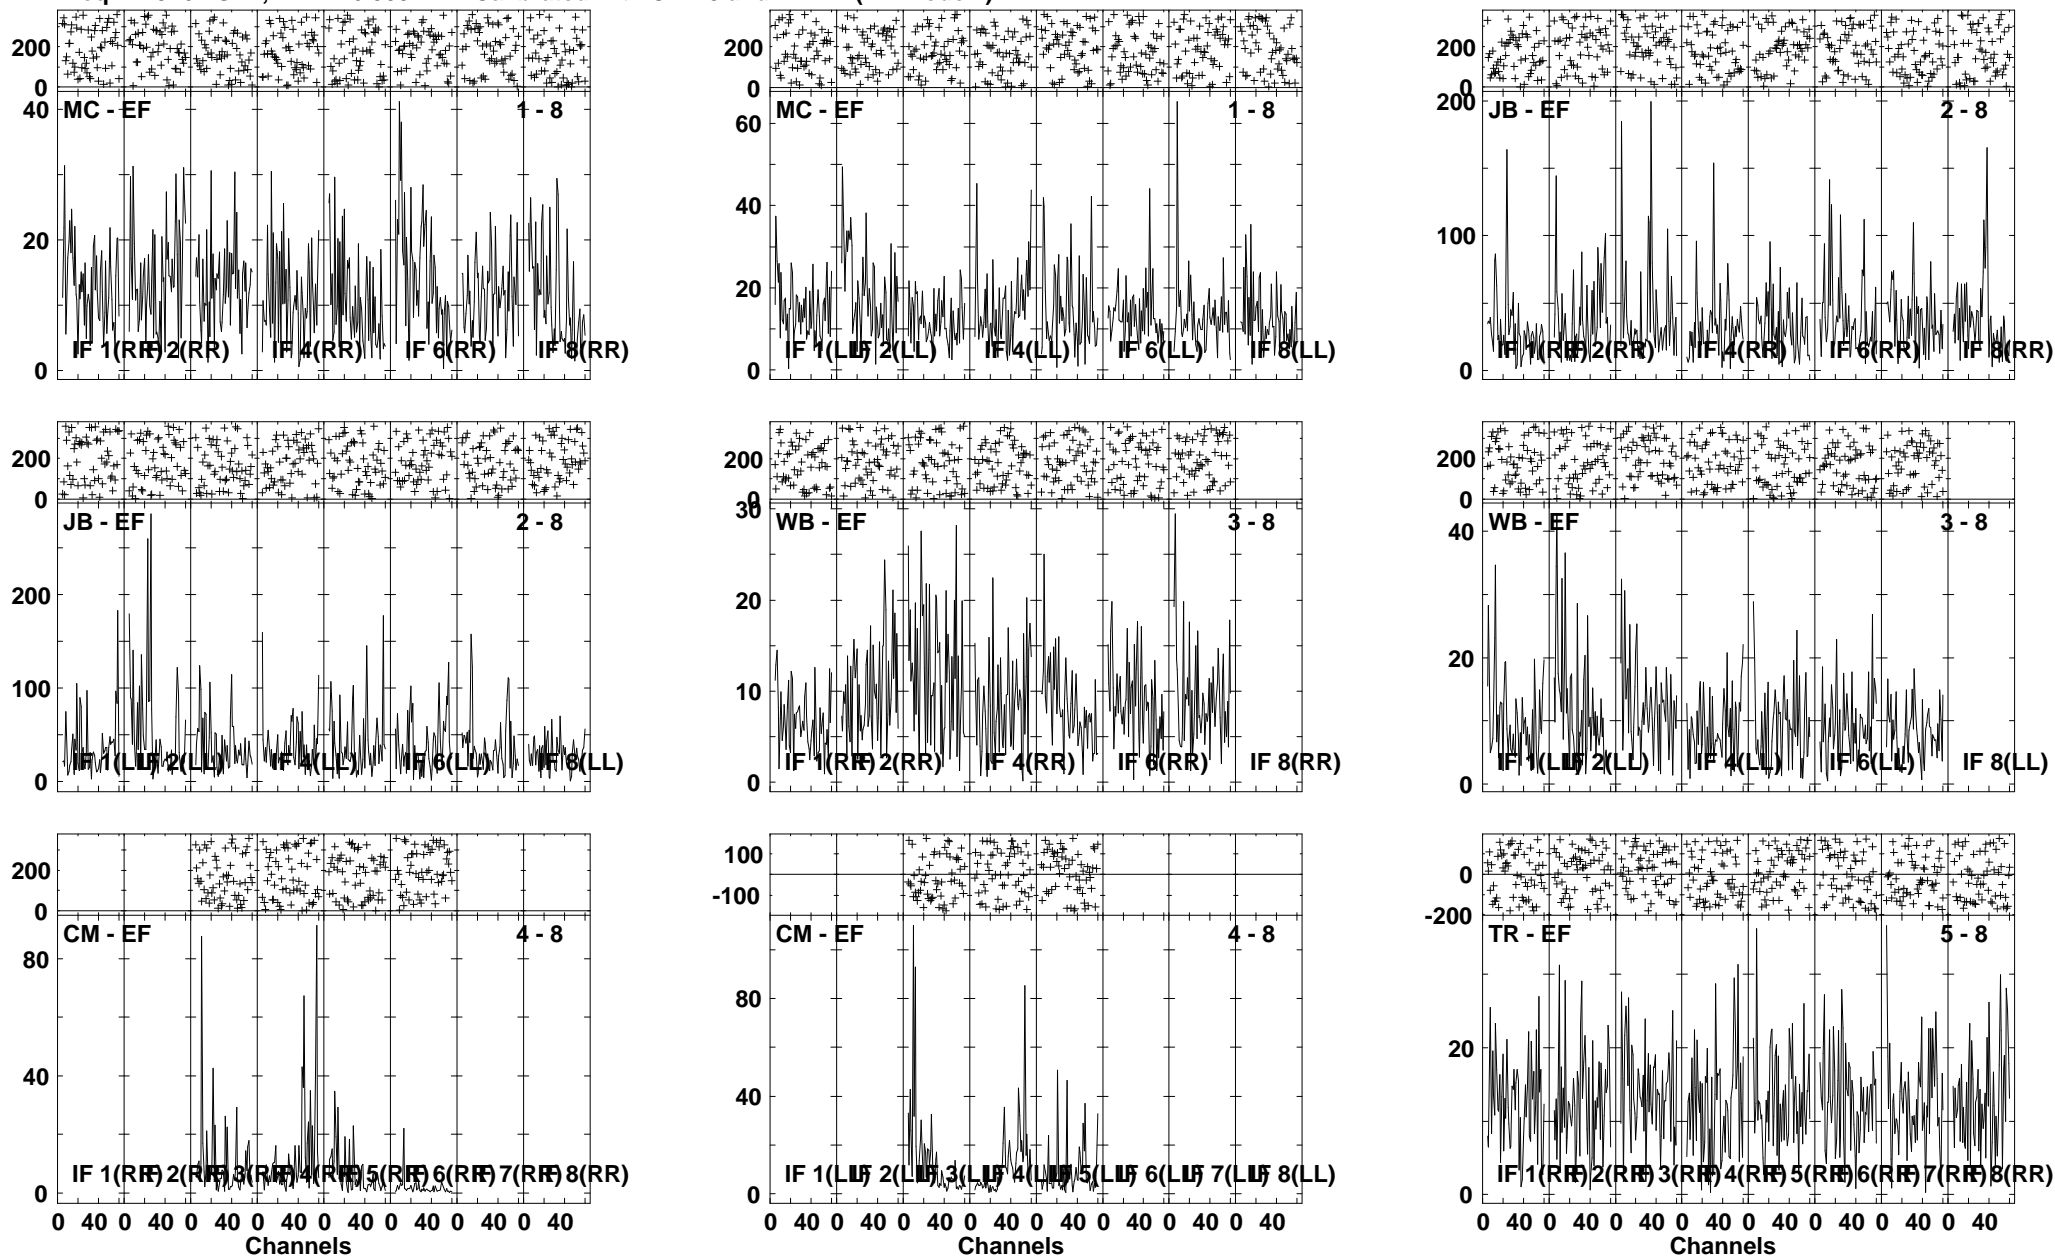 200
0
MC - EF 1 - 8
40
20
0
IF 1(RR) IF 2(RR) IF 4(RR) IF 6(RR) IF 8(RR)
200
0
MC - EF 1 - 8
60
40
20
0
IF 1(LL) IF 2(LL) IF 4(LL) IF 6(LL) IF 8(LL)
200
0
JB - EF 2 - 8
200
100
0
IF 1(RR) IF 2(RR) IF 4(RR) IF 6(RR) IF 8(RR)
200
0
JB - EF 2 - 8
200
100
0
IF 1(LL) IF 2(LL) IF 4(LL) IF 6(LL) IF 8(LL)
200
0
WB - EF 3 - 8
30
20
10
0
IF 1(RR) IF 2(RR) IF 4(RR) IF 6(RR) IF 8(RR)
200
0
WB - EF 3 - 8
40
20
0
IF 1(LL) IF 2(LL) IF 4(LL) IF 6(LL) IF 8(LL)
200
0
CM - EF 4 - 8
80
40
0
IF 1(RR) IF 2(RR) IF 3(RR) IF 4(RR) IF 5(RR) IF 6(RR) IF 7(RR) IF 8(RR)
0 40 0 40 0 40 0 40 0 40 0 40 0 40 0 40
Channels
100
-100
CM - EF 4 - 8
80
40
0
IF 1(LL) IF 2(LL) IF 3(LL) IF 4(LL) IF 5(LL) IF 6(LL) IF 7(LL) IF 8(LL)
0 40 0 40 0 40 0 40 0 40 0 40 0 40 0 40
Channels
0
-200
TR - EF 5 - 8
20
0
IF 1(RR) IF 2(RR) IF 3(RR) IF 4(RR) IF 5(RR) IF 6(RR) IF 7(RR) IF 8(RR)
0 40 0 40 0 40 0 40 0 40 0 40 0 40 0 40
Channels